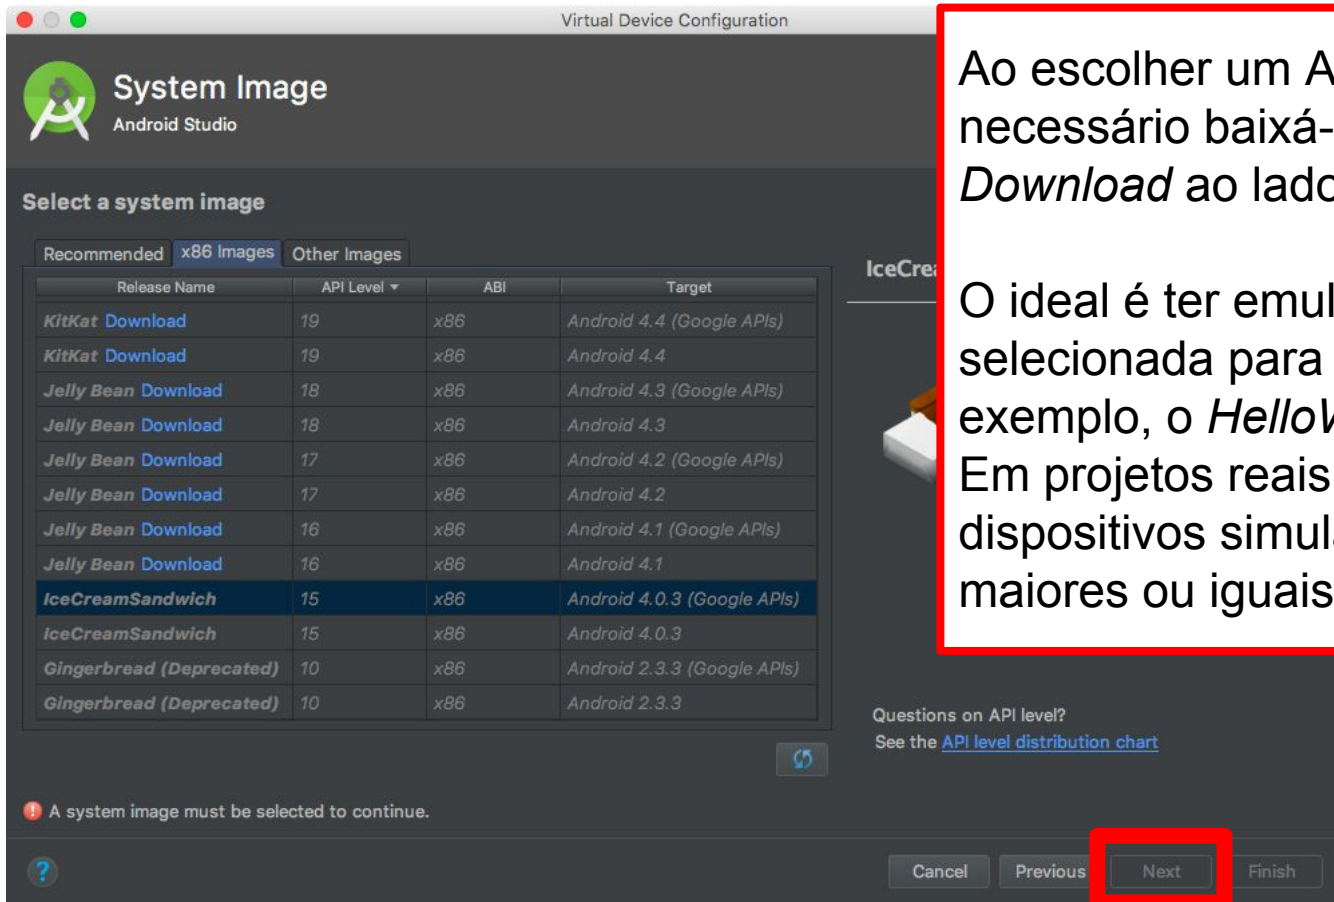 Virtual Device Configuration
System Image
Android Studio
Select a system image
Recommended x86 Images Other Images
Release Name API Level ABI Target
KitKat Download 19 x86 Android 4.4 (Google APIs)
KitKat Download 19 x86 Android 4.4
Jelly Bean Download 18 x86 Android 4.3 (Google APIs)
Jelly Bean Download 18 x86 Android 4.3
Jelly Bean Download 17 x86 Android 4.2 (Google APIs)
Jelly Bean Download 17 x86 Android 4.2
Jelly Bean Download 16 x86 Android 4.1 (Google APIs)
Jelly Bean Download 16 x86 Android 4.1
IceCreamSandwich 15 x86 Android 4.0.3 (Google APIs)
IceCreamSandwich 15 x86 Android 4.0.3
Gingerbread (Deprecated) 10 x86 Android 2.3.3 (Google APIs)
Gingerbread (Deprecated) 10 x86 Android 2.3.3
A system image must be selected to continue.
?
IceCrea
Ao escolher um A
necessário baixá-
Download ao lado
O ideal é ter emul
selecionada para
exemplo, o HelloW
Em projetos reais
dispositivos simula
maiores ou iguais
Questions on API level?
See the API level distribution chart
Cancel Previous Next Finish